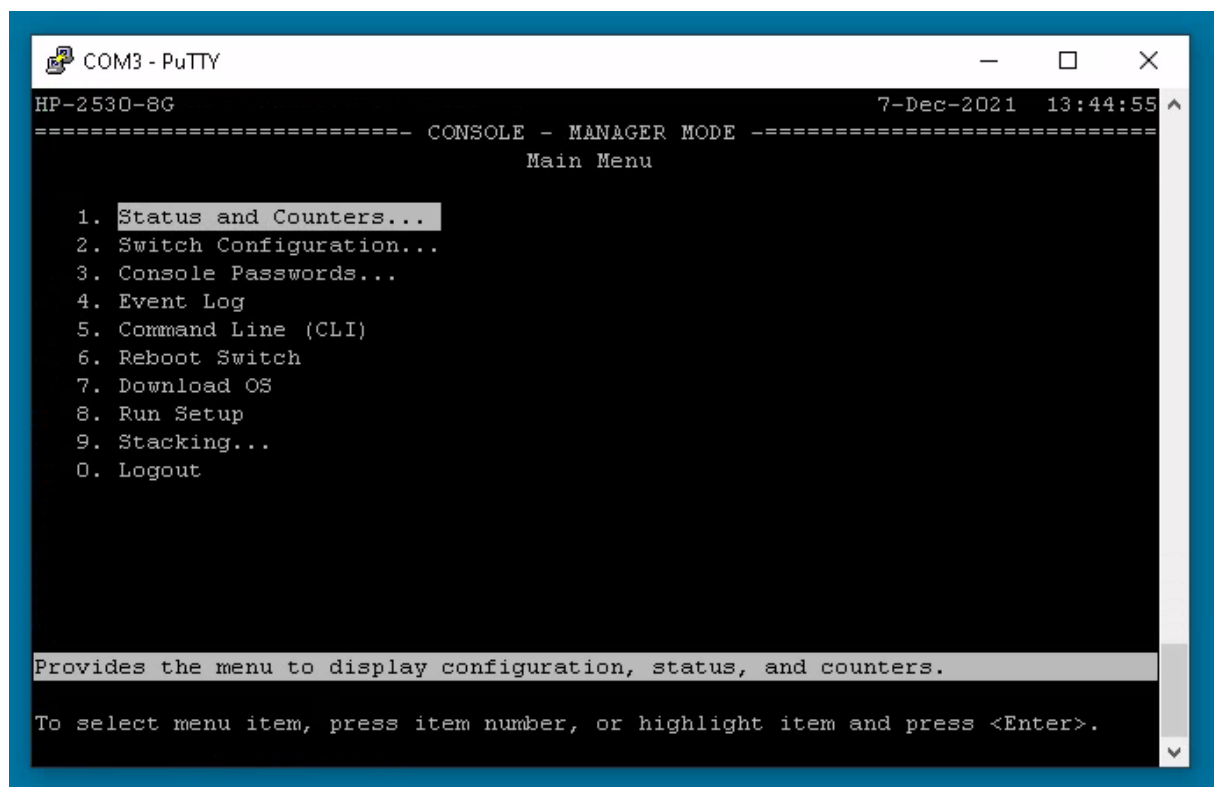 COM3 - PuTTY
HP-2530-8G 7-Dec-2021 13:44:55
==========================- CONSOLE - MANAGER MODE -============================
Main Menu
1. Status and Counters...
2. Switch Configuration...
3. Console Passwords...
4. Event Log
5. Command Line (CLI)
6. Reboot Switch
7. Download OS
8. Run Setup
9. Stacking...
0. Logout
Provides the menu to display configuration, status, and counters.
To select menu item, press item number, or highlight item and press <Enter>.